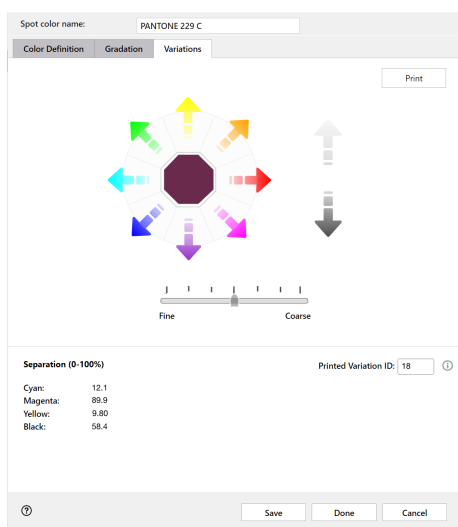 Spot color name: PANTONE 229 C
Color Definition Gradation Variations
Print
Fine Coarse
Separation (0-100%) Printed Variation ID: 18
Cyan: 12.1
Magenta: 89.9
Yellow: 9.80
Black: 58.4
Save Done Cancel